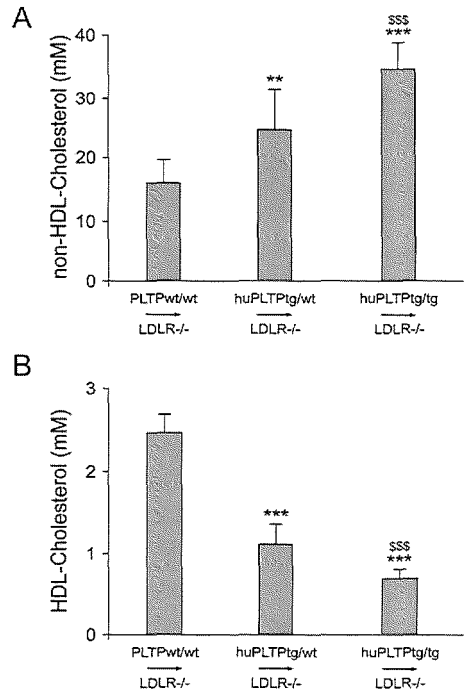 A
non-HDL-Cholesterol (mM)
40
30
20
10
0
**
$$$
***
PLTPwt/wt huPLTPtg/wt huPLTPtg/tg
LDLR-/- LDLR-/- LDLR-/-
B
HDL-Cholesterol (mM)
3
2
1
0
***
$$$
***
PLTPwt/wt huPLTPtg/wt huPLTPtg/tg
LDLR-/- LDLR-/- LDLR-/-